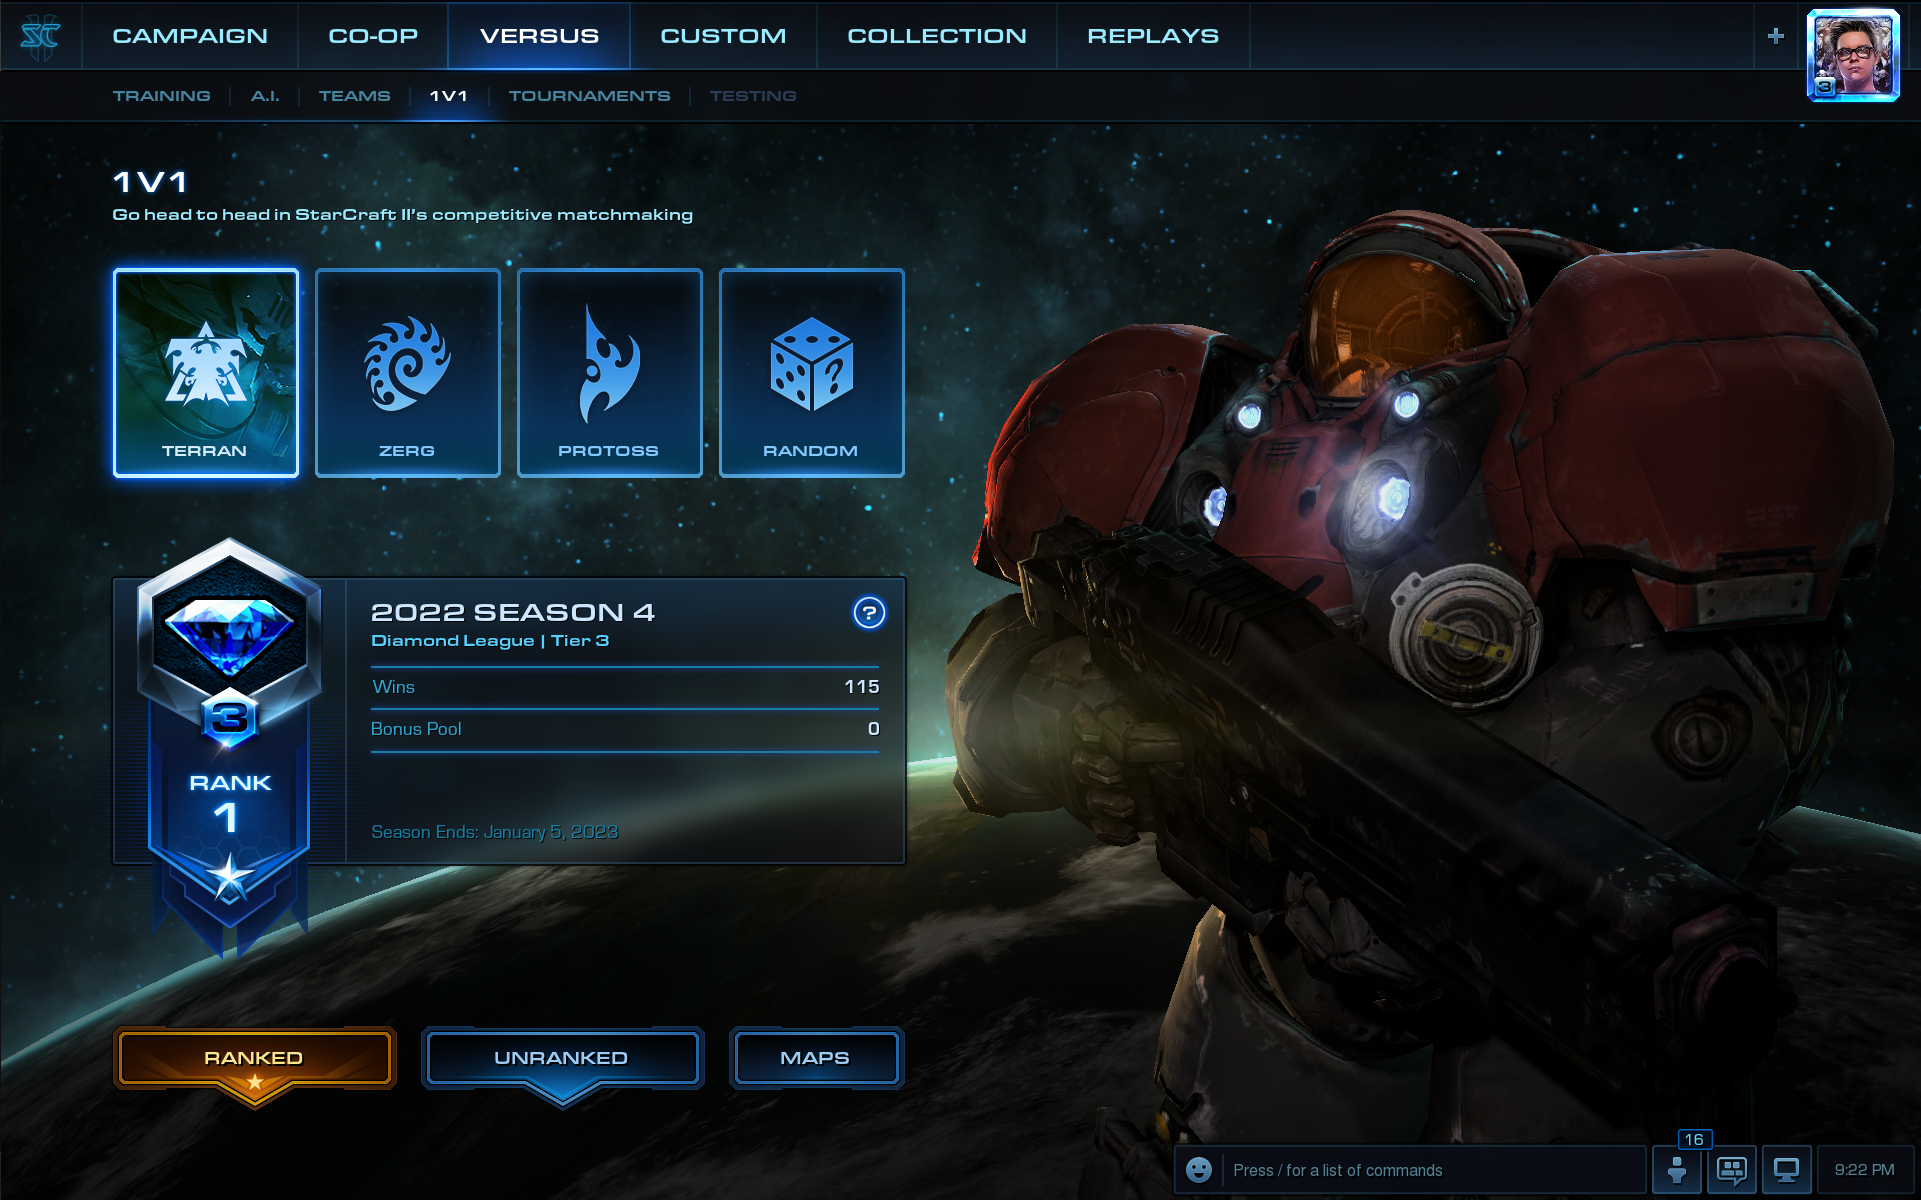 CAMPAIGN CO-OP VERSUS CUSTOM COLLECTION REPLAYS
TRAINING A.I. TEAMS 1V1 TOURNAMENTS TESTING
3
1V1
Go head to head in StarCraft II's competitive matchmaking
TERRAN ZERG PROTOSS RANDOM
2022 SEASON 4
?
Diamond League | Tier 3
Wins 115
Bonus Pool 0
3
RANK
1
Season Ends: January 5, 2023
RANKED UNRANKED MAPS
16
Press / for a list of commands
9:22 PM